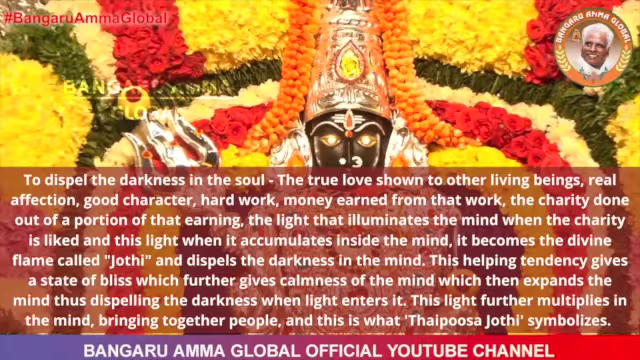 #BangaruAmmaGlobal
BANGARU AMMA GLOBAL
BANGARU AMMA
GLOBAL
To dispel the darkness in the soul - The true love shown to other living beings, real
affection, good character, hard work, money earned from that work, the charity done
out of a portion of that earning, the light that illuminates the mind when the charity
is liked and this light when it accumulates inside the mind, it becomes the divine
flame called "Jothi" and dispels the darkness in the mind. This helping tendency gives
a state of bliss which further gives calmness of the mind which then expands the
mind thus dispelling the darkness when light enters it. This light further multiplies in
the mind, bringing together people, and this is what 'Thaipoosa Jothi' symbolizes.
BANGARU AMMA GLOBAL OFFICIAL YOUTUBE CHANNEL